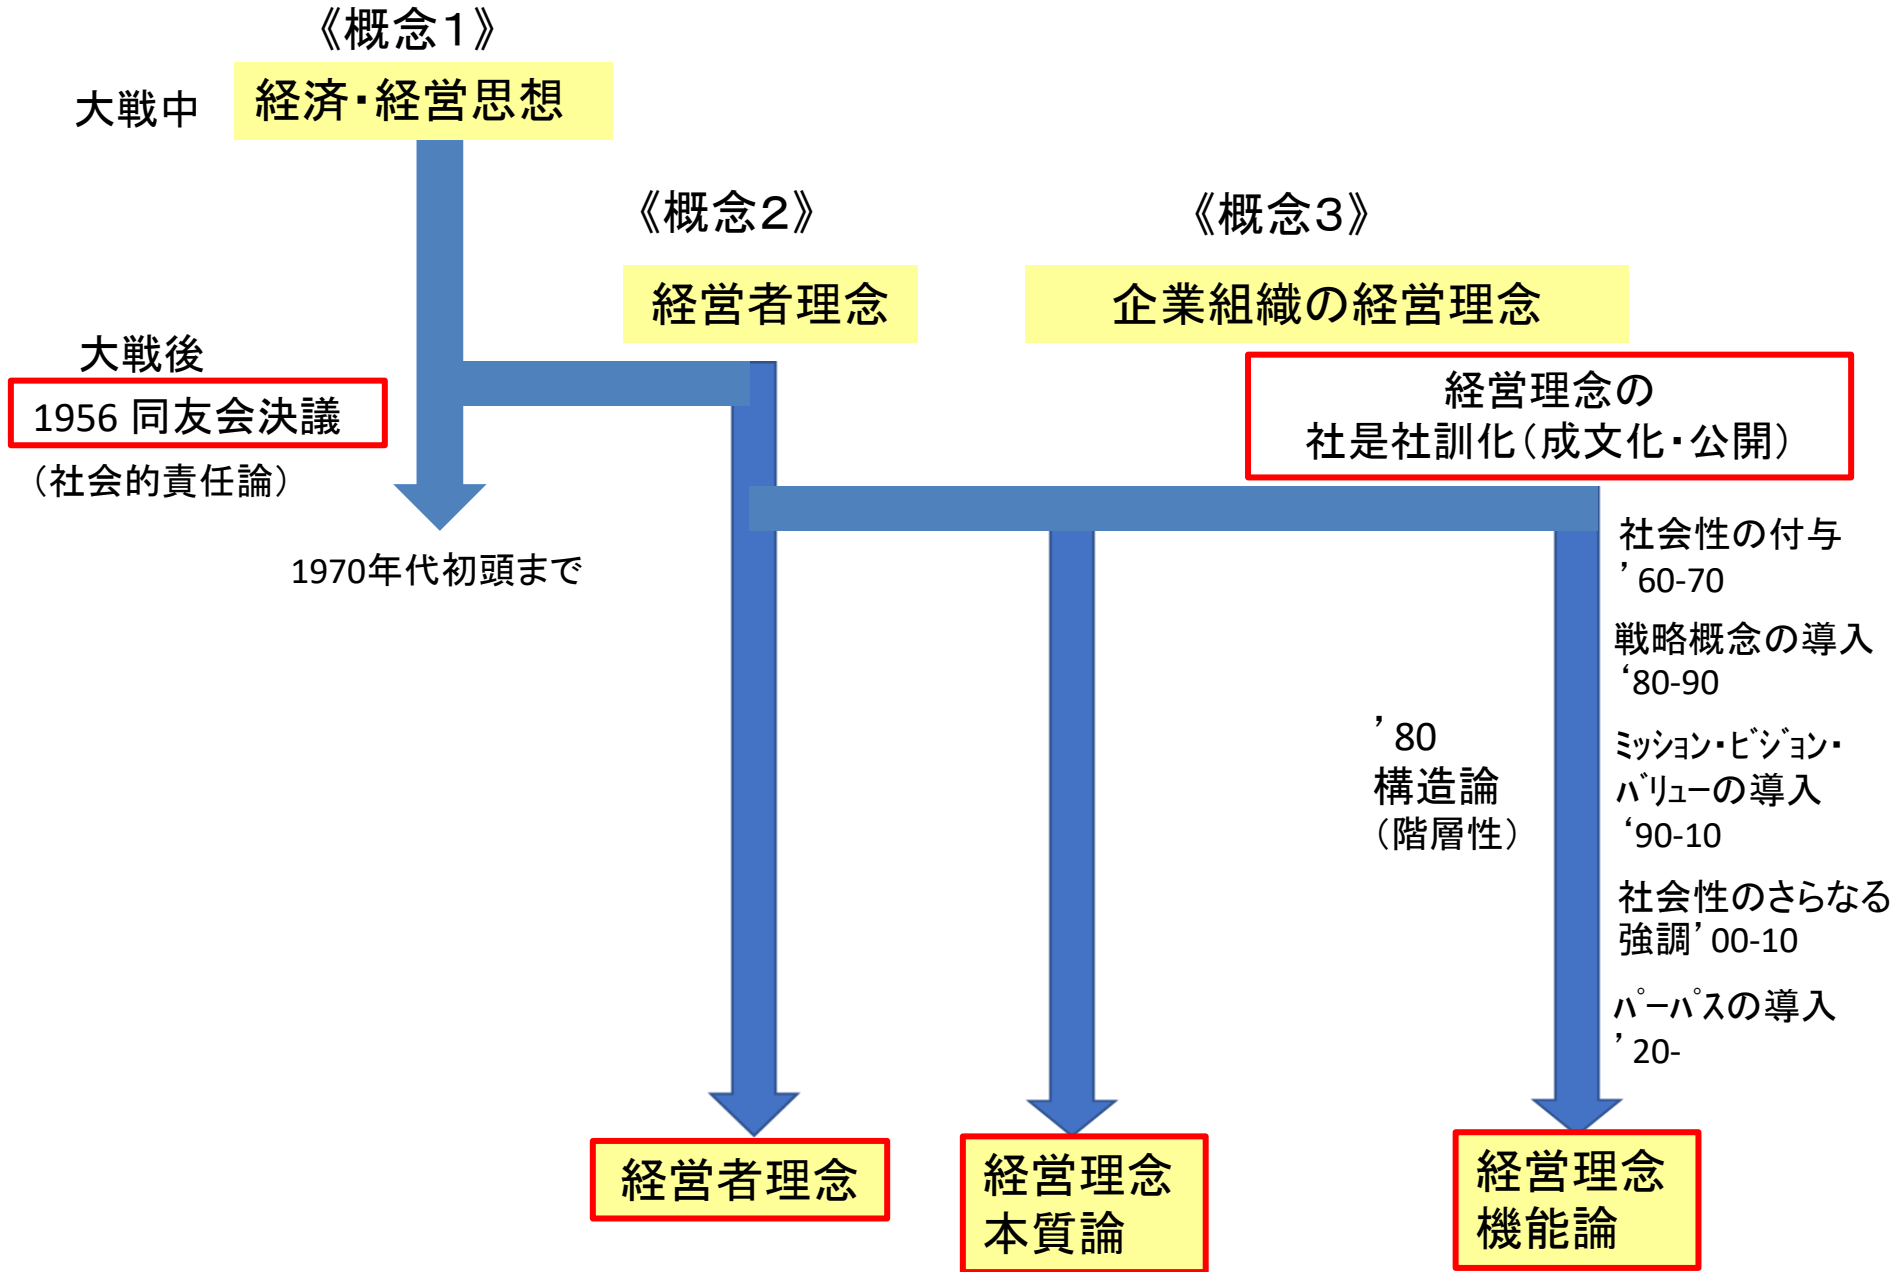 《概念１》
大戦中
経済・経営思想
《概念２》
《概念３》
経営者理念
企業組織の経営理念
大戦後
1956 同友会決議
（社会的責任論）
経営理念の
社是社訓化（成文化・公開）
1970年代初頭まで
社会性の付与
’60-70
戦略概念の導入
‘80-90
’80
構造論
（階層性）
ﾐｯｼｮﾝ・ﾋﾞｼﾞｮﾝ・
ﾊﾞﾘｭｰの導入
‘90-10
社会性のさらなる
強調’00-10
ﾊﾟｰﾊﾟｽの導入
’20-
経営者理念
経営理念
本質論
経営理念
機能論